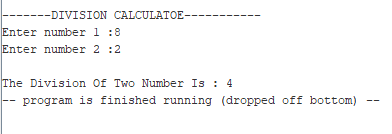 -------DIVISION CALCULATOE-----------
Enter number 1 :8
Enter number 2 :2
The Division Of Two Number Is : 4
-- program is finished running (dropped off bottom) --